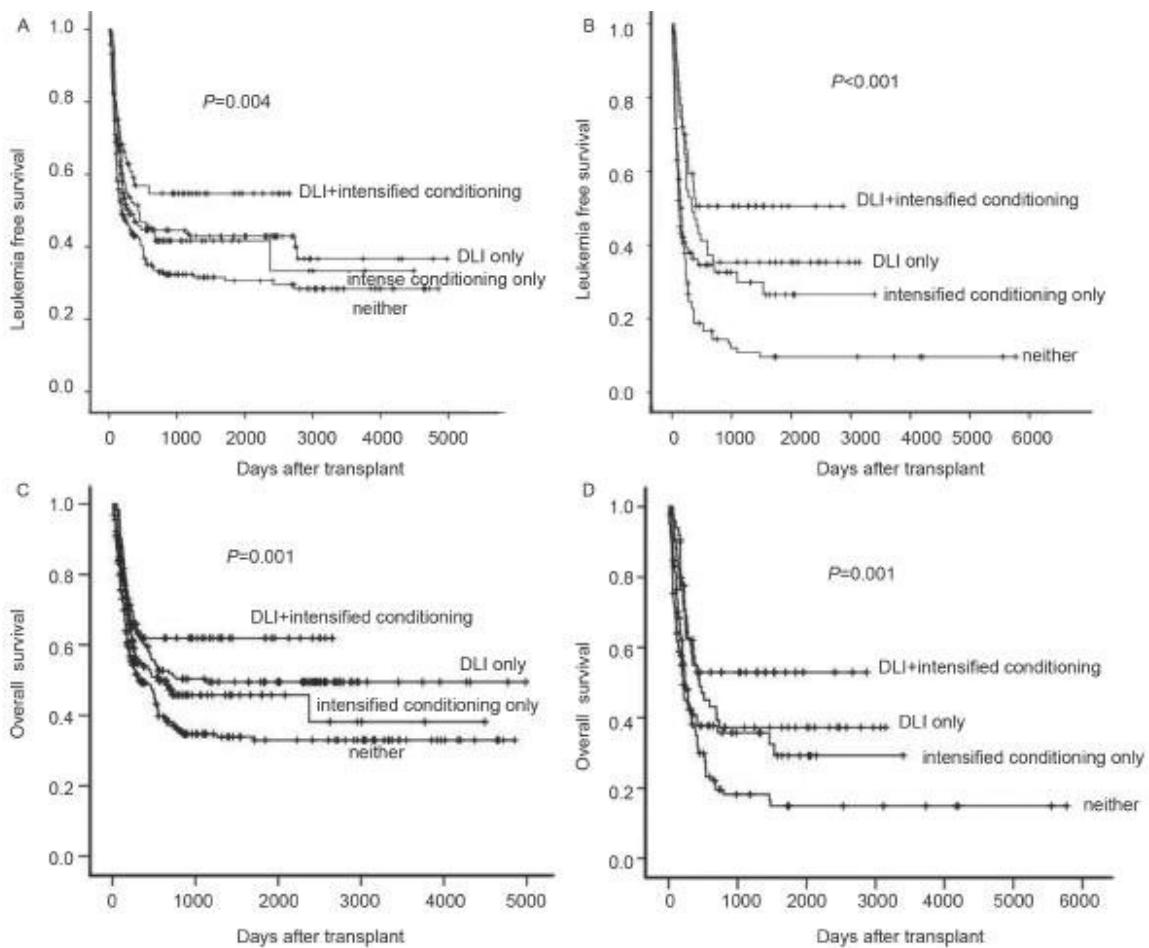 A
P=0.004
Leukemia free survival
1.0
0.8
0.6
0.4
0.2
0.0
DLI+intensified conditioning
DLI only
intense conditioning only
neither
0 1000 2000 3000 4000 5000
Days after transplant
B
P<0.001
Leukemia free survival
1.0
0.8
0.6
0.4
0.2
0.0
DLI+intensified conditioning
DLI only
intensified conditioning only
neither
0 1000 2000 3000 4000 5000 6000
Days after transplant
C
P=0.001
Overall survival
1.0
0.8
0.6
0.4
0.2
0.0
DLI+intensified conditioning
DLI only
intensified conditioning only
neither
0 1000 2000 3000 4000 5000
Days after transplant
D
P=0.001
Overall survival
1.0
0.8
0.6
0.4
0.2
0.0
DLI+intensified conditioning
DLI only
intensified conditioning only
neither
0 1000 2000 3000 4000 5000 6000
Days after transplant